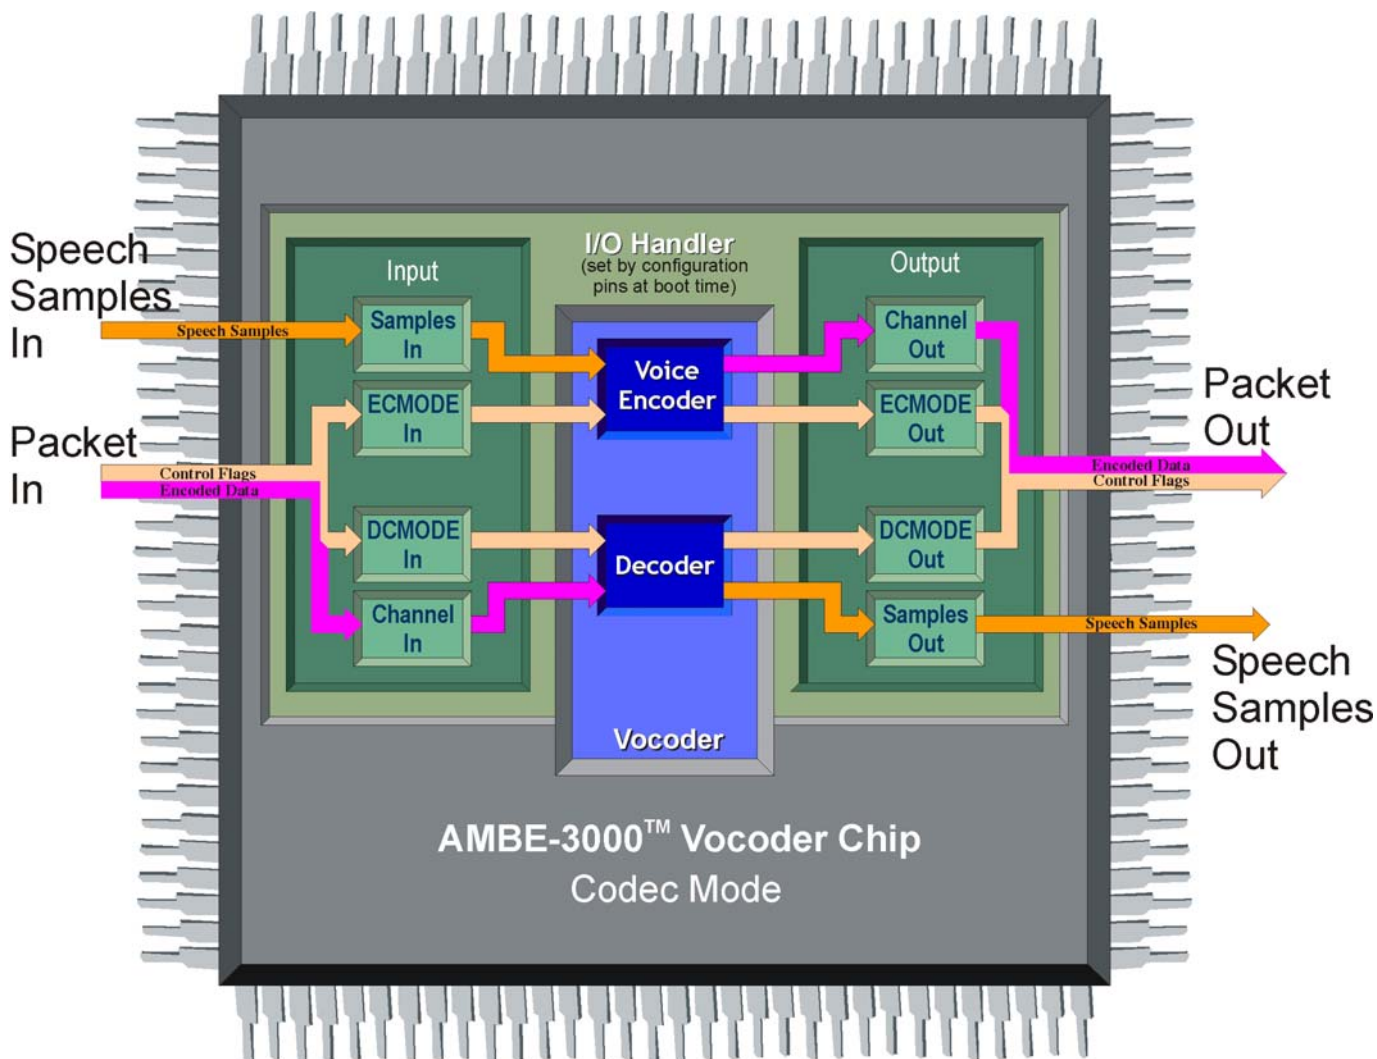 Speech
Samples
In
Packet
In
Speech Samples
Control Flags
Encoded Data
Input
Samples
In
ECMODE
In
DCMODE
In
Channel
In
I/O Handler
(set by configuration
pins at boot time)
Voice
Encoder
Decoder
Vocoder
Output
Channel
Out
ECMODE
Out
DCMODE
Out
Samples
Out
Encoded Data
Control Flags
Speech Samples
Packet
Out
Speech
Samples
Out
AMBE-3000™ Vocoder Chip
Codec Mode